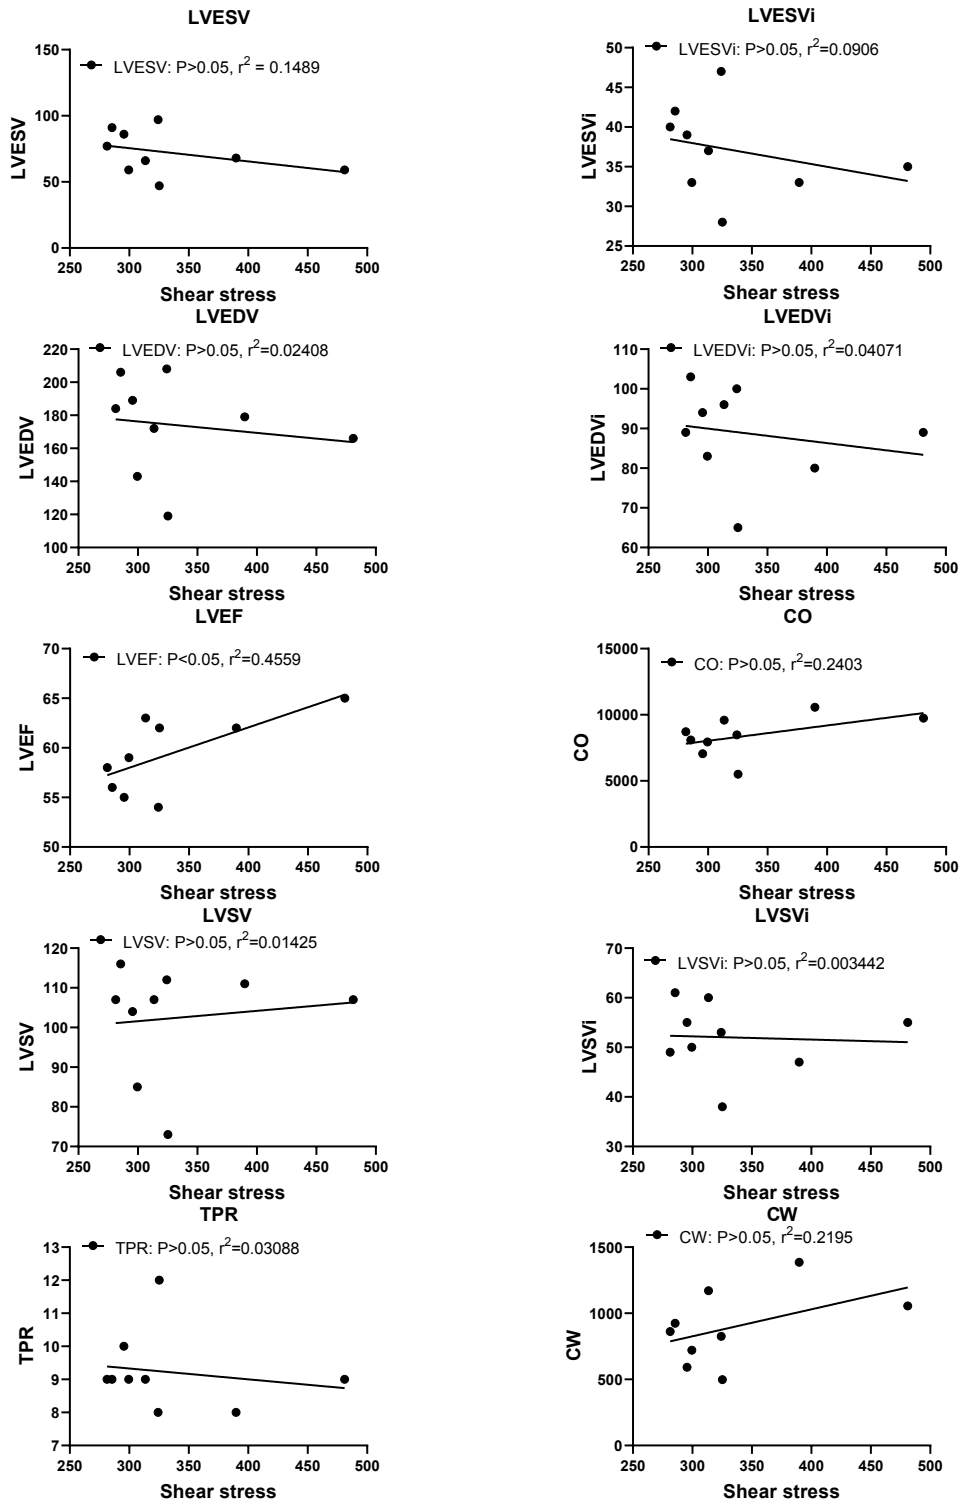 LVESV
LVESV: P>0.05, r2 = 0.1489
LVESV
150
100
50
0
250 300 350 400 450 500
Shear stress
LVESVi
LVESVi: P>0.05, r2=0.0906
LVESVi
50
45
40
35
30
25
250 300 350 400 450 500
Shear stress
LVEDV
LVEDV: P>0.05, r2=0.02408
LVEDV
220
200
180
160
140
120
100
250 300 350 400 450 500
Shear stress
LVEDVi
LVEDVi: P>0.05, r2=0.04071
LVEDVi
110
100
90
80
70
60
250 300 350 400 450 500
Shear stress
LVEF
LVEF: P<0.05, r2=0.4559
LVEF
70
65
60
55
50
250 300 350 400 450 500
Shear stress
CO
CO: P>0.05, r2=0.2403
CO
15000
10000
5000
0
250 300 350 400 450 500
Shear stress
LVSV
LVSV: P>0.05, r2=0.01425
LVSV
120
110
100
90
80
70
250 300 350 400 450 500
Shear stress
LVSVi
LVSVi: P>0.05, r2=0.003442
LVSVi
70
60
50
40
30
250 300 350 400 450 500
Shear stress
TPR
TPR: P>0.05, r2=0.03088
TPR
13
12
11
10
9
8
7
250 300 350 400 450 500
Shear stress
CW
CW: P>0.05, r2=0.2195
CW
1500
1000
500
0
250 300 350 400 450 500
Shear stress